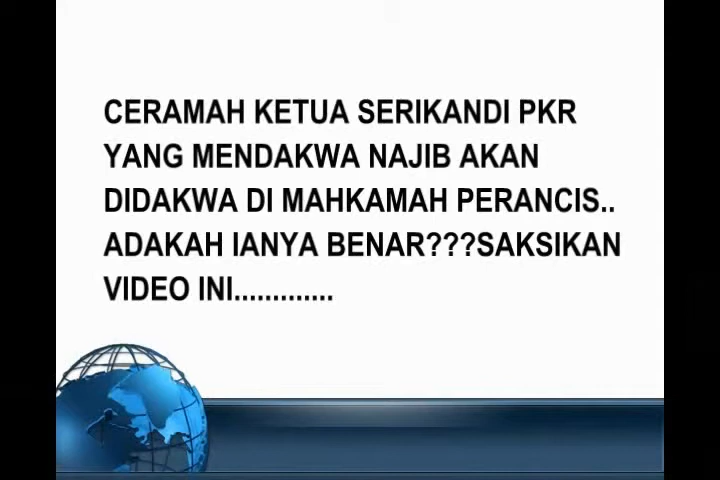 CERAMAH KETUA SERIKANDI PKR
YANG MENDAKWA NAJIB AKAN
DIDAKWA DI MAHKAMAH PERANCIS..
ADAKAH IANYA BENAR???SAKSIKAN
VIDEO INI.............